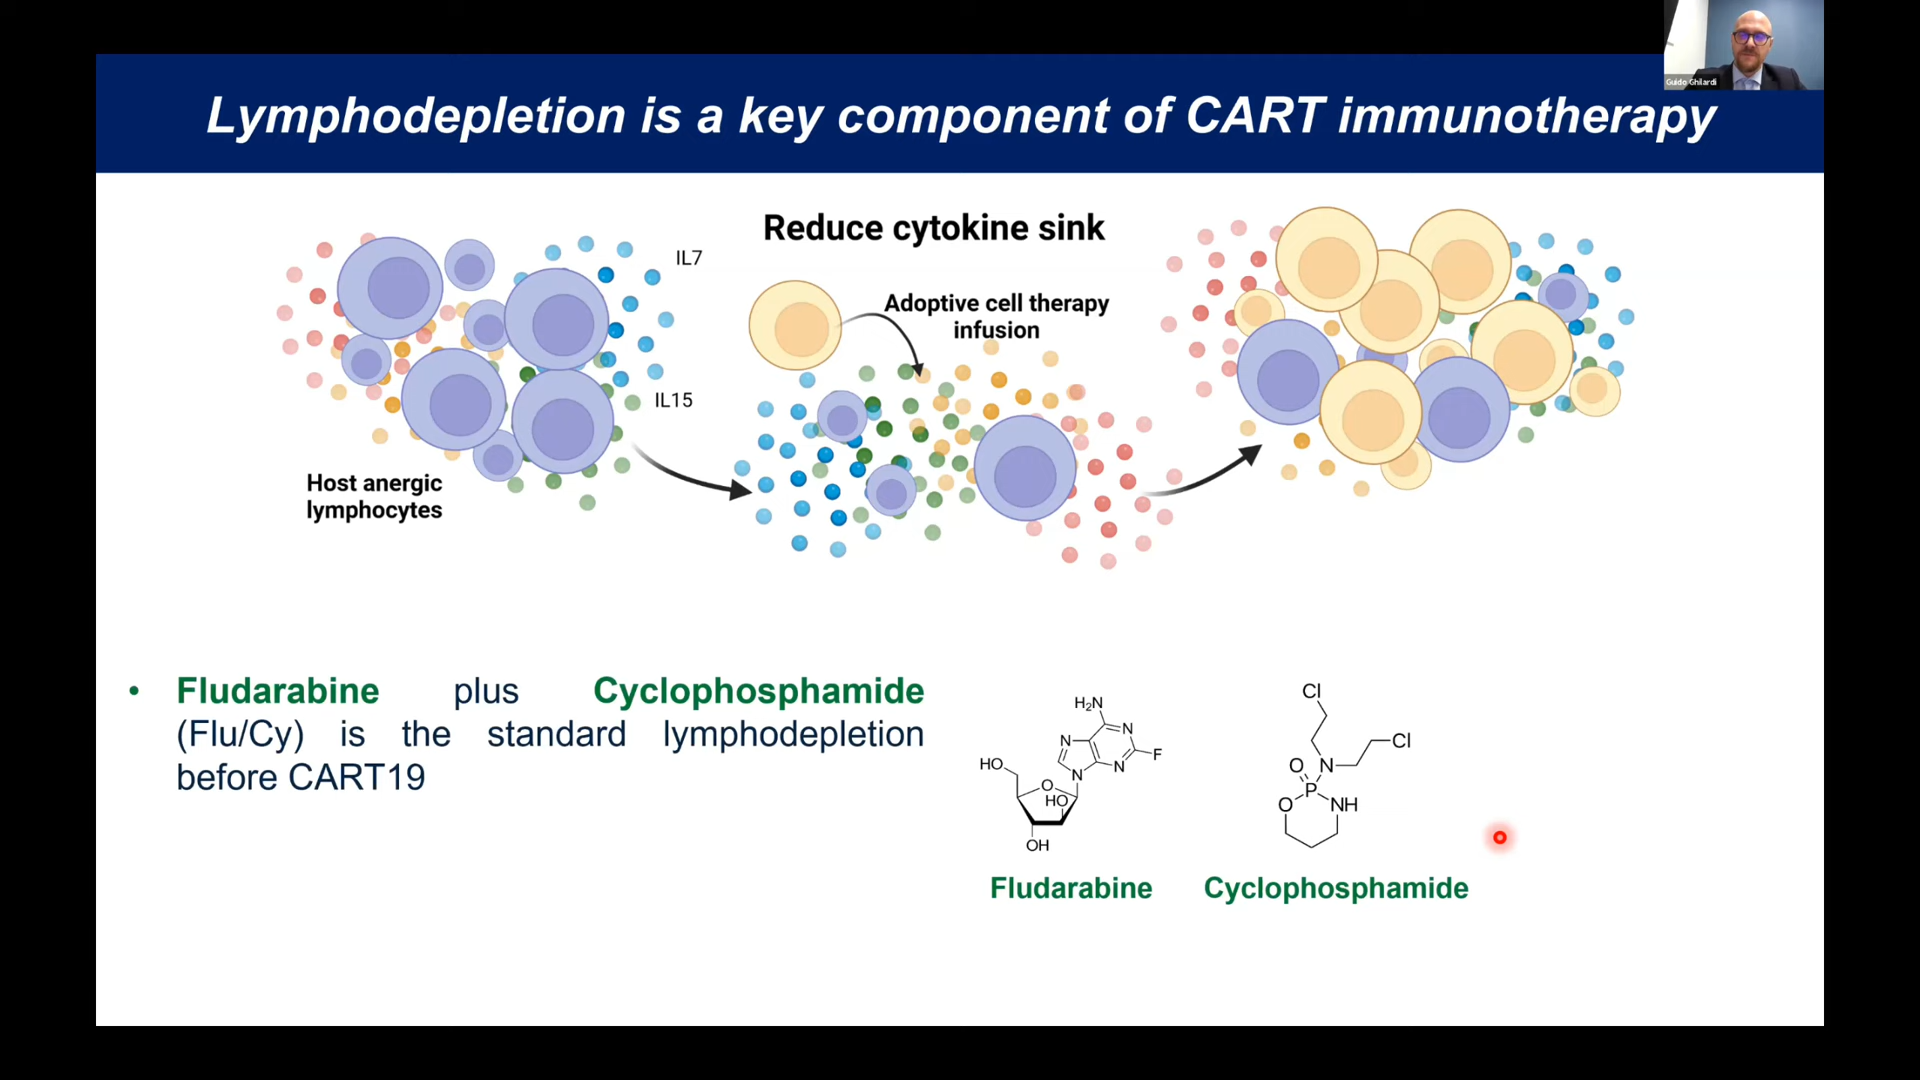 Guido Ghilardi
Lymphodepletion is a key component of CART immunotherapy
Reduce cytokine sink
IL7
Adoptive cell therapy
infusion
IL15
Host anergic
lymphocytes
• Fludarabine plus Cyclophosphamide
(Flu/Cy) is the standard lymphodepletion
before CART19
H₂N
N
N
F
N
N
HO
O
HO
OH
Fludarabine
Cl
Cl
N
O
P
O
NH
Cyclophosphamide